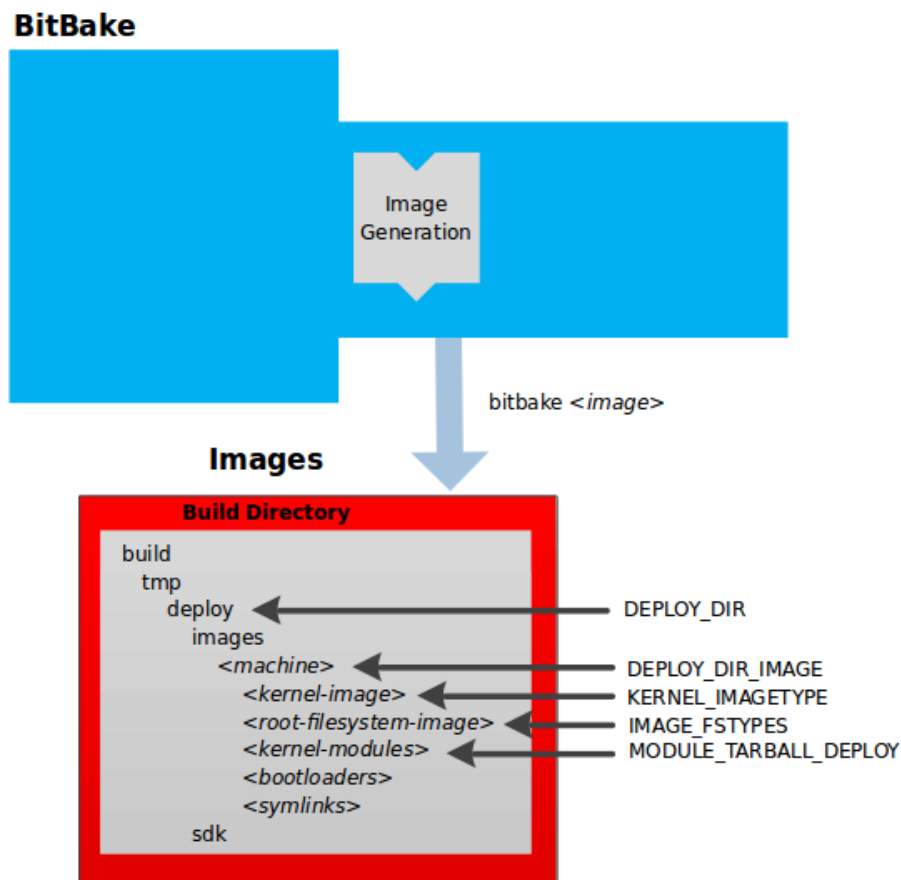 BitBake
Image
Generation
bitbake <image>
Images
Build Directory
build
tmp
deploy
DEPLOY_DIR
images
<machine>
DEPLOY_DIR_IMAGE
<kernel-image>
KERNEL_IMAGETYPE
<root-filesystem-image>
IMAGE_FSTYPES
<kernel-modules>
MODULE_TARBALL_DEPLOY
<bootloaders>
<symlinks>
sdk